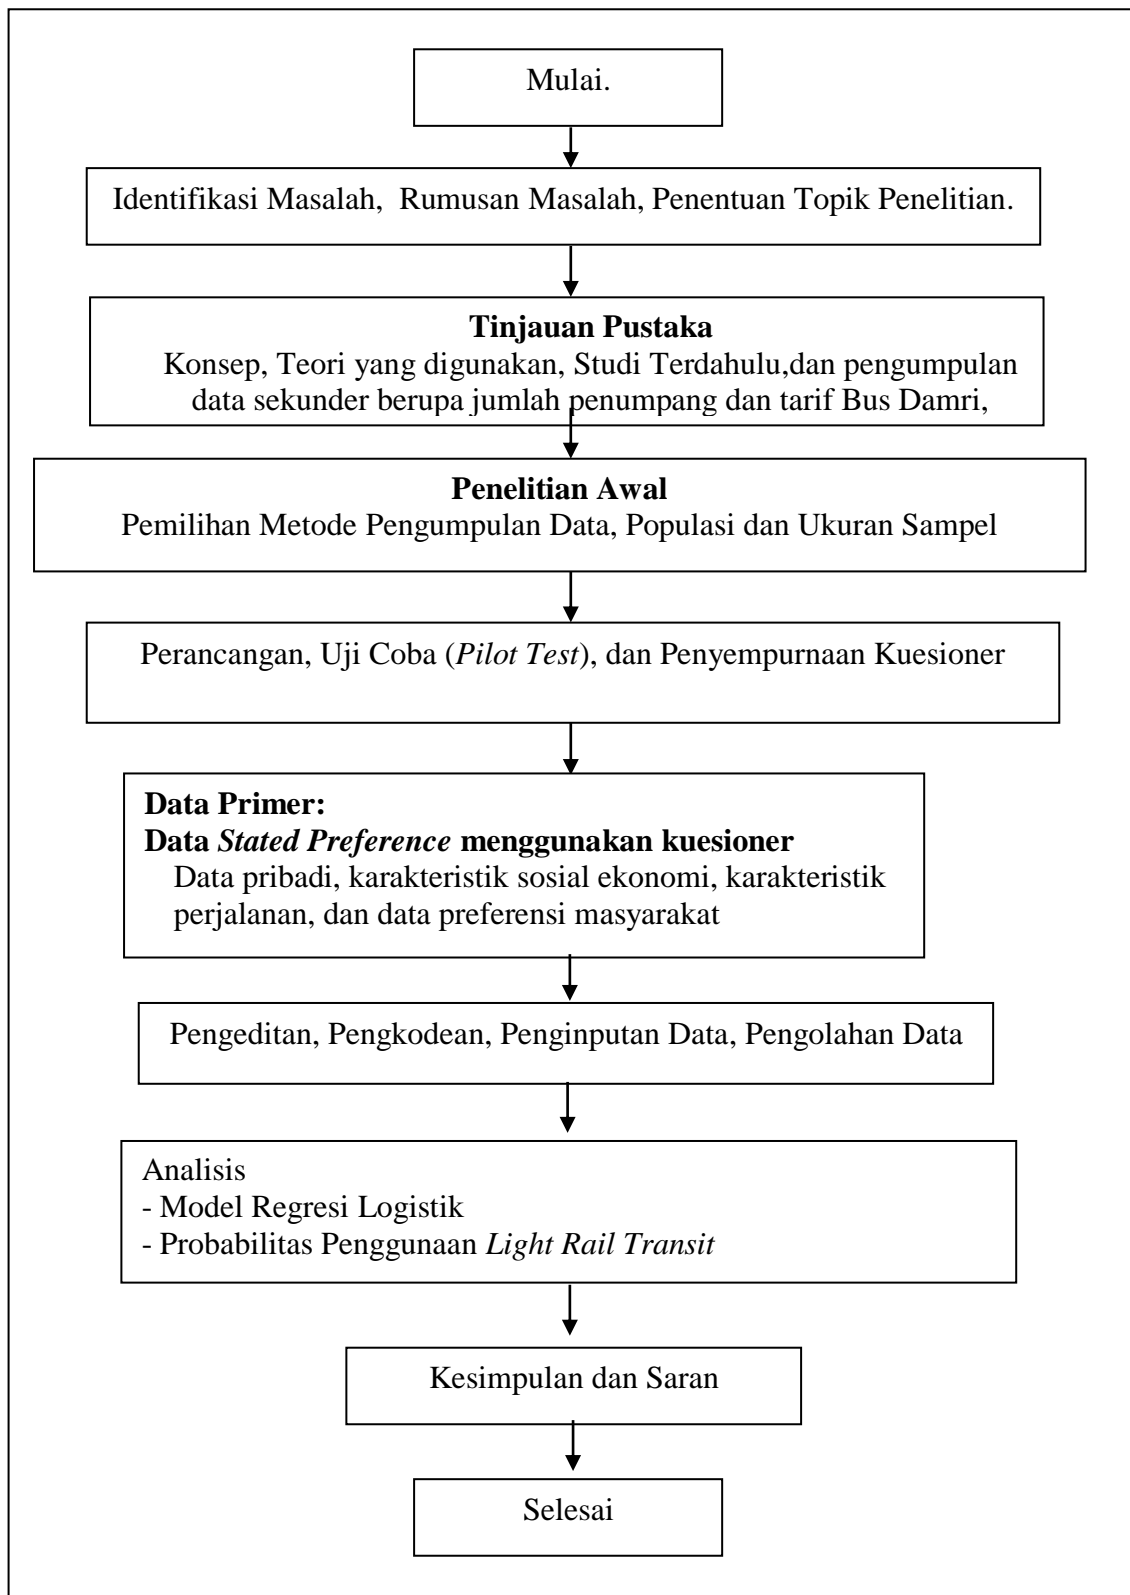 Mulai.
Identifikasi Masalah, Rumusan Masalah, Penentuan Topik Penelitian.
Tinjauan Pustaka
Konsep, Teori yang digunakan, Studi Terdahulu,dan pengumpulan
data sekunder berupa jumlah penumpang dan tarif Bus Damri,
Penelitian Awal
Pemilihan Metode Pengumpulan Data, Populasi dan Ukuran Sampel
Perancangan, Uji Coba (Pilot Test), dan Penyempurnaan Kuesioner
Data Primer:
Data Stated Preference menggunakan kuesioner
Data pribadi, karakteristik sosial ekonomi, karakteristik
perjalanan, dan data preferensi masyarakat
Pengeditan, Pengkodean, Penginputan Data, Pengolahan Data
Analisis
- Model Regresi Logistik
- Probabilitas Penggunaan Light Rail Transit
Kesimpulan dan Saran
Selesai